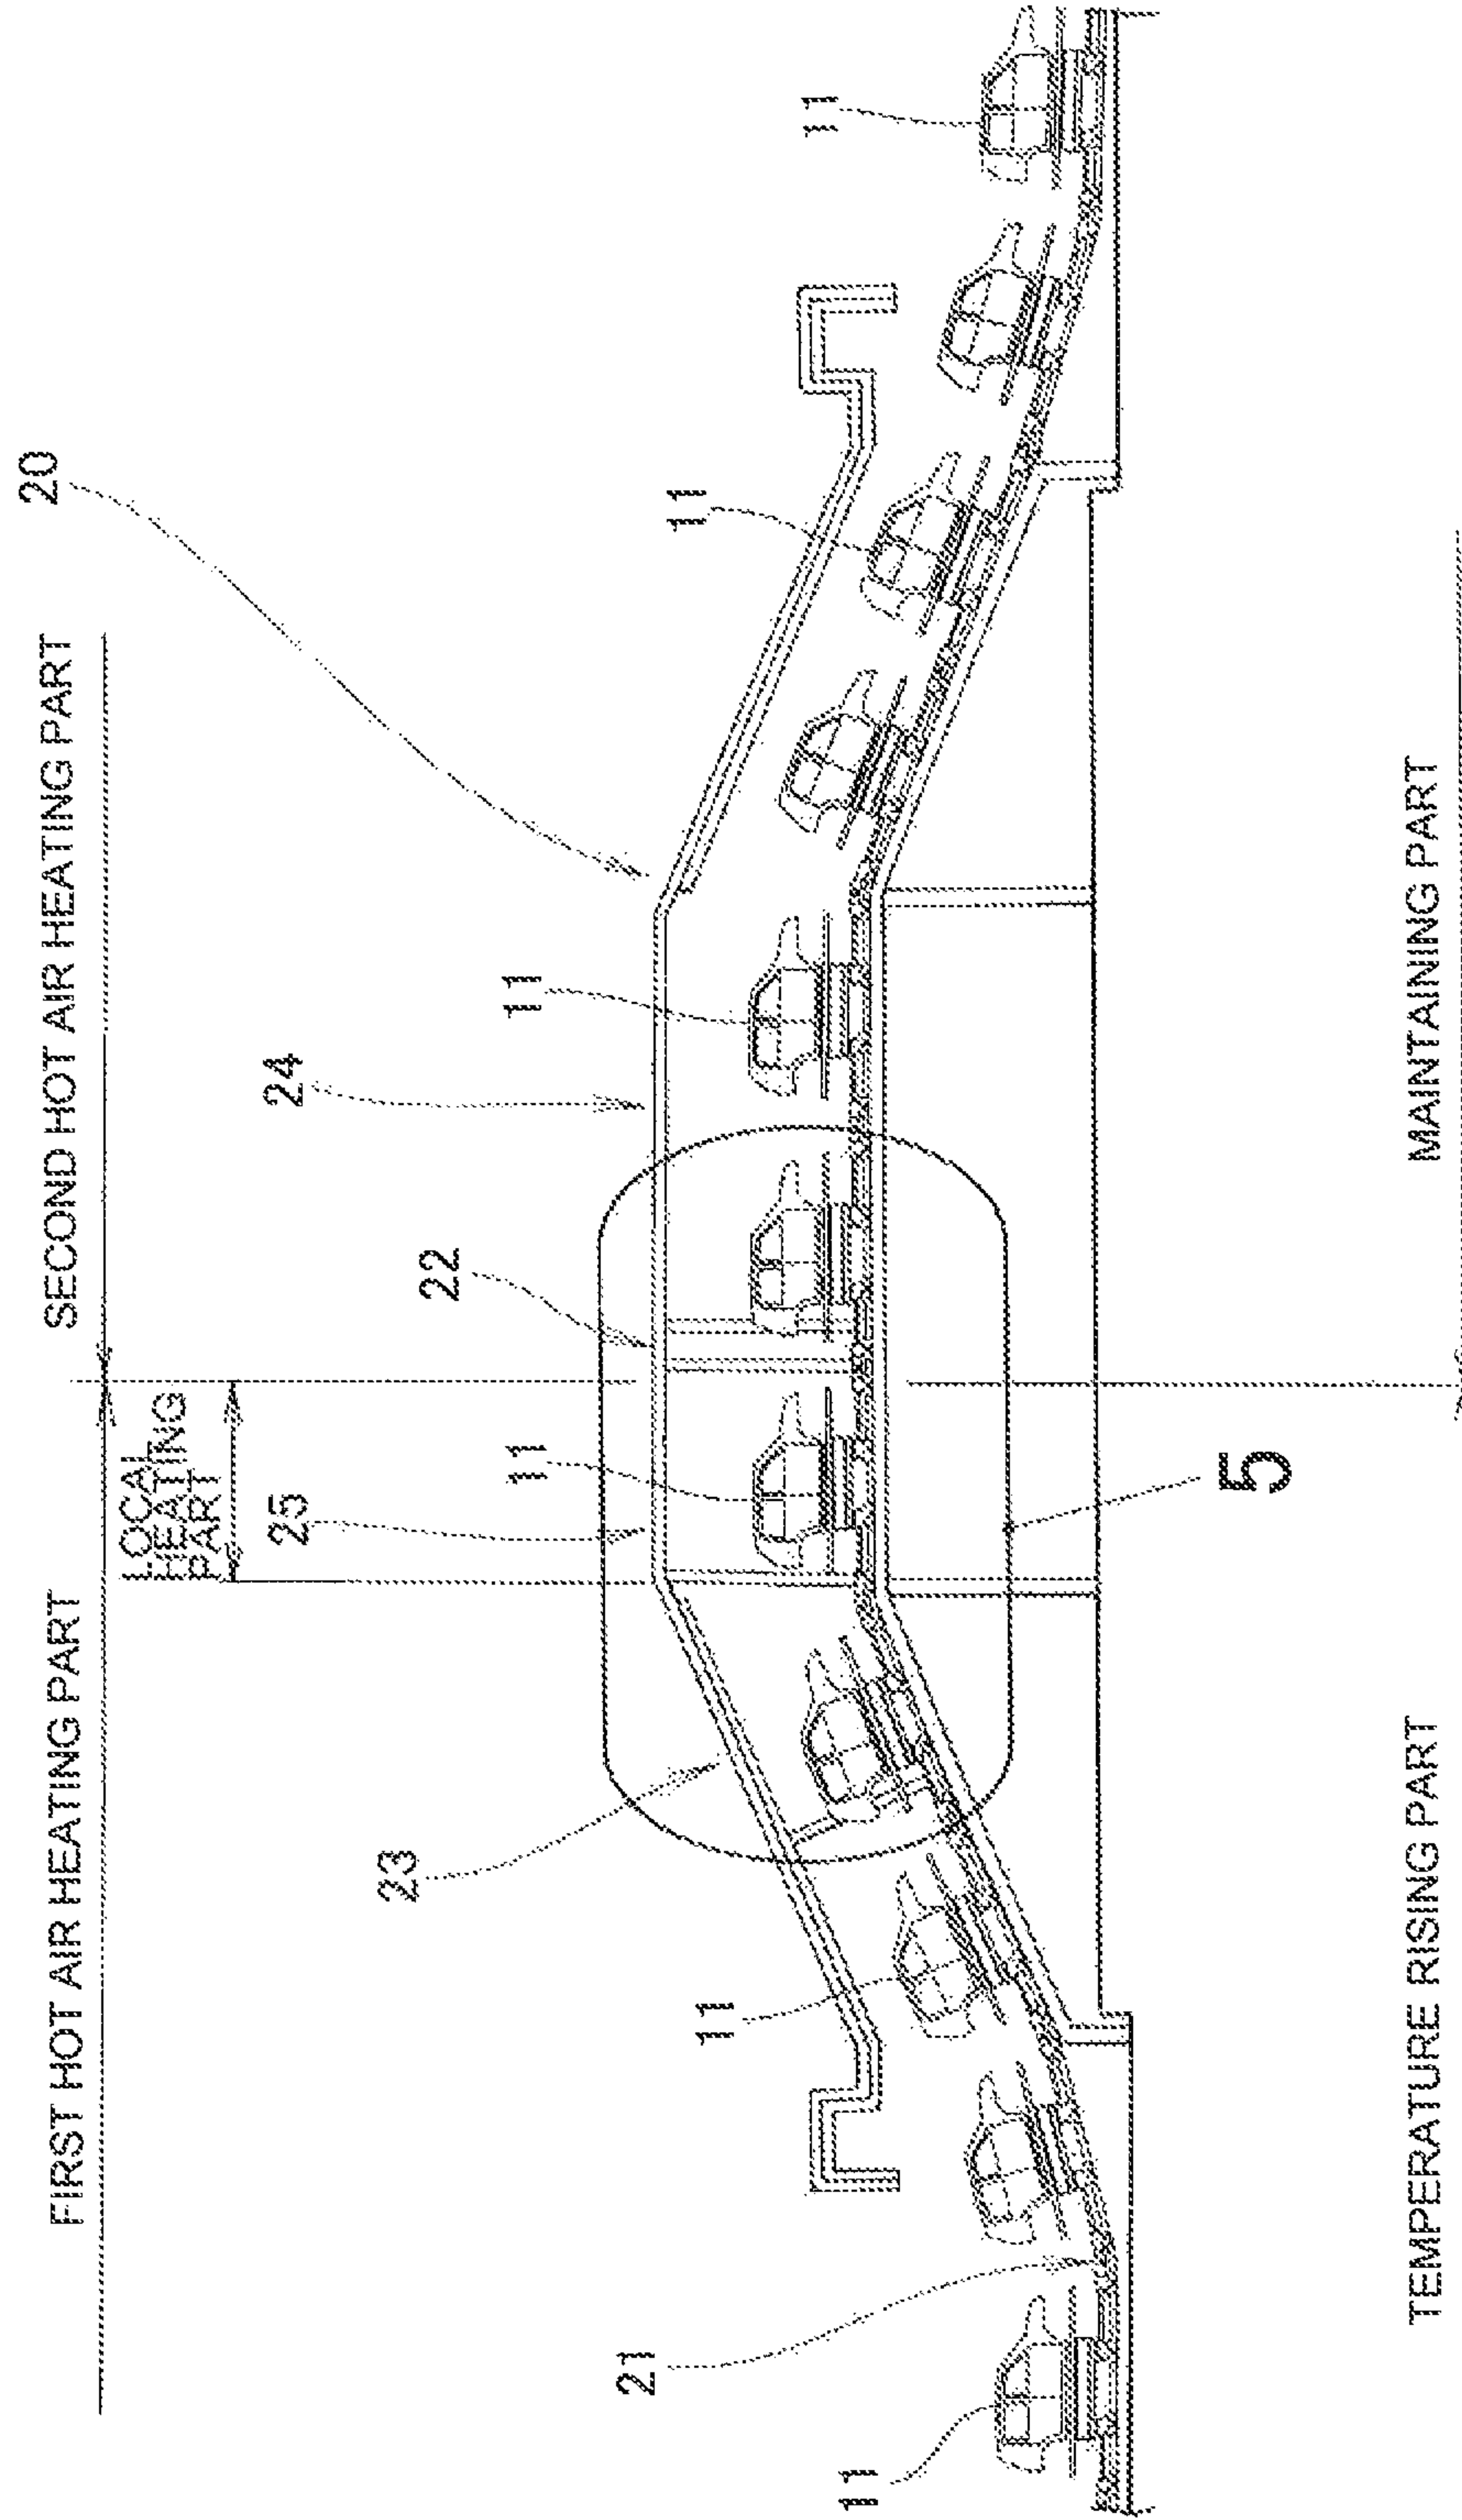 FIRST HOT AIR HEATING PART
SECOND HOT AIR HEATING PART
20
LOCAL
HEATING
PART
25
24
23
22
11
11
21
11
11
11
11
5
TEMPERATURE RISING PART
MAINTAINING PART